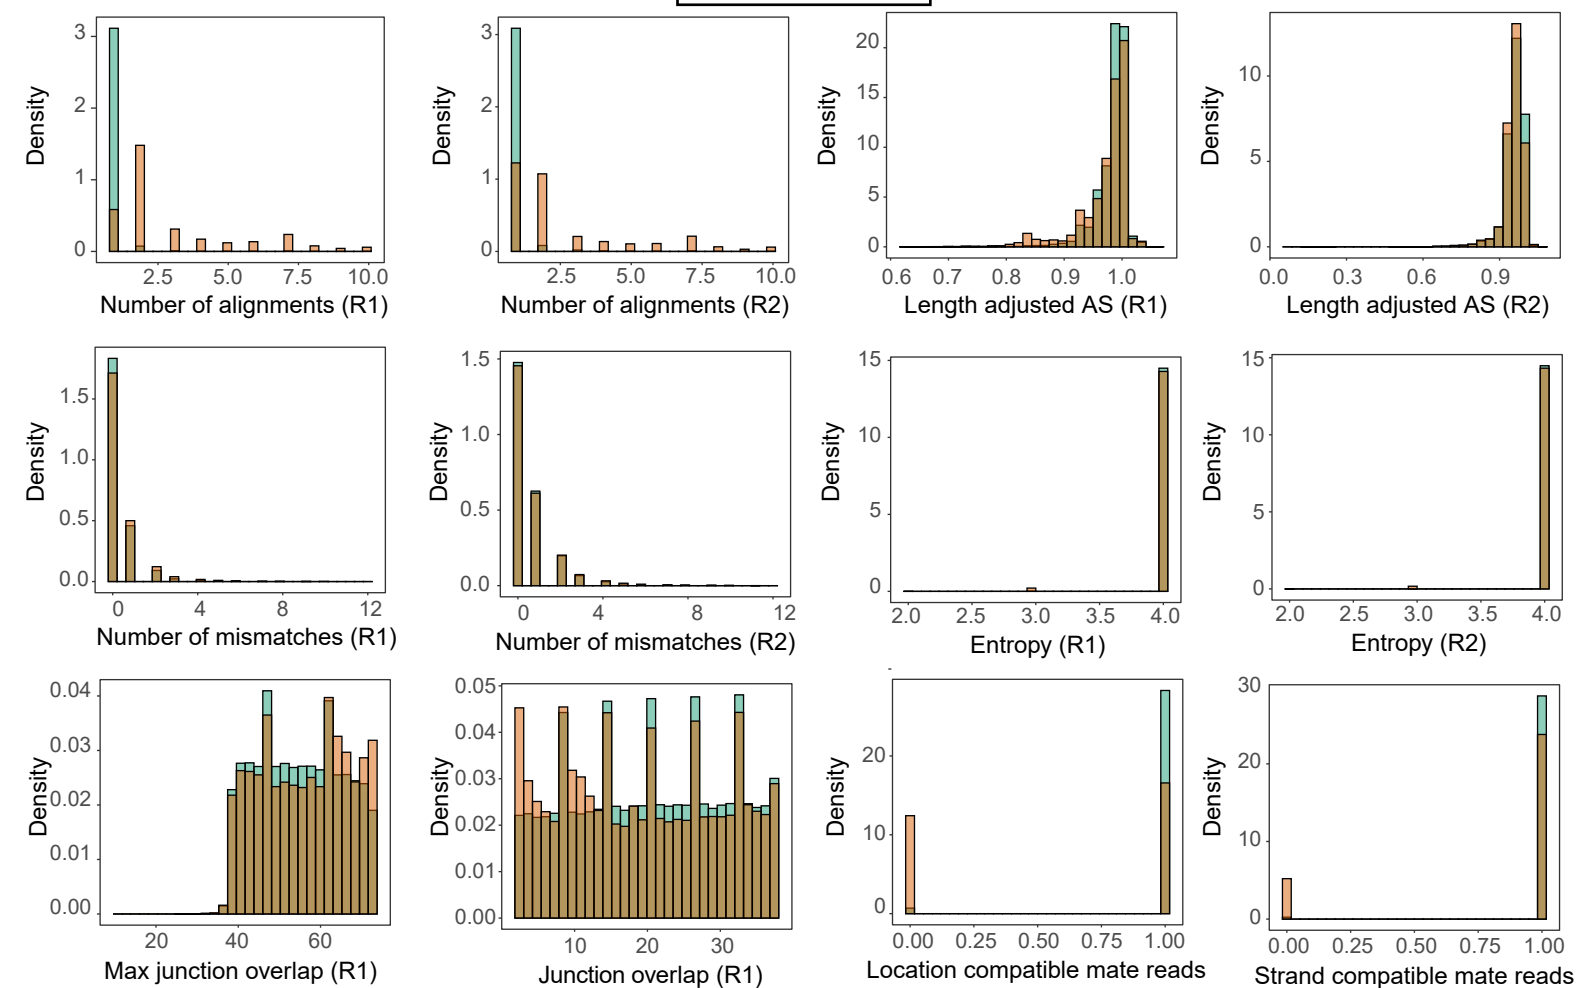 3
2
1
0
Density
2.5 5.0 7.5 10.0
Number of alignments (R1)
3
2
1
0
Density
2.5 5.0 7.5 10.0
Number of alignments (R2)
20
15
10
5
0
Density
0.6 0.7 0.8 0.9 1.0
Length adjusted AS (R1)
10
5
0
Density
0.0 0.3 0.6 0.9
Length adjusted AS (R2)
1.5
1.0
0.5
0.0
Density
0 4 8 12
Number of mismatches (R1)
1.5
1.0
0.5
0.0
Density
0 4 8 12
Number of mismatches (R2)
15
10
5
0
Density
2.0 2.5 3.0 3.5 4.0
Entropy (R1)
15
10
5
0
Density
2.0 2.5 3.0 3.5 4.0
Entropy (R2)
0.04
0.03
0.02
0.01
0.00
Density
20 40 60
Max junction overlap (R1)
0.05
0.04
0.03
0.02
0.01
0.00
Density
10 20 30
Junction overlap (R1)
20
10
0
Density
0.00 0.25 0.50 0.75 1.00
Location compatible mate reads
30
20
10
0
Density
0.00 0.25 0.50 0.75 1.00
Strand compatible mate reads